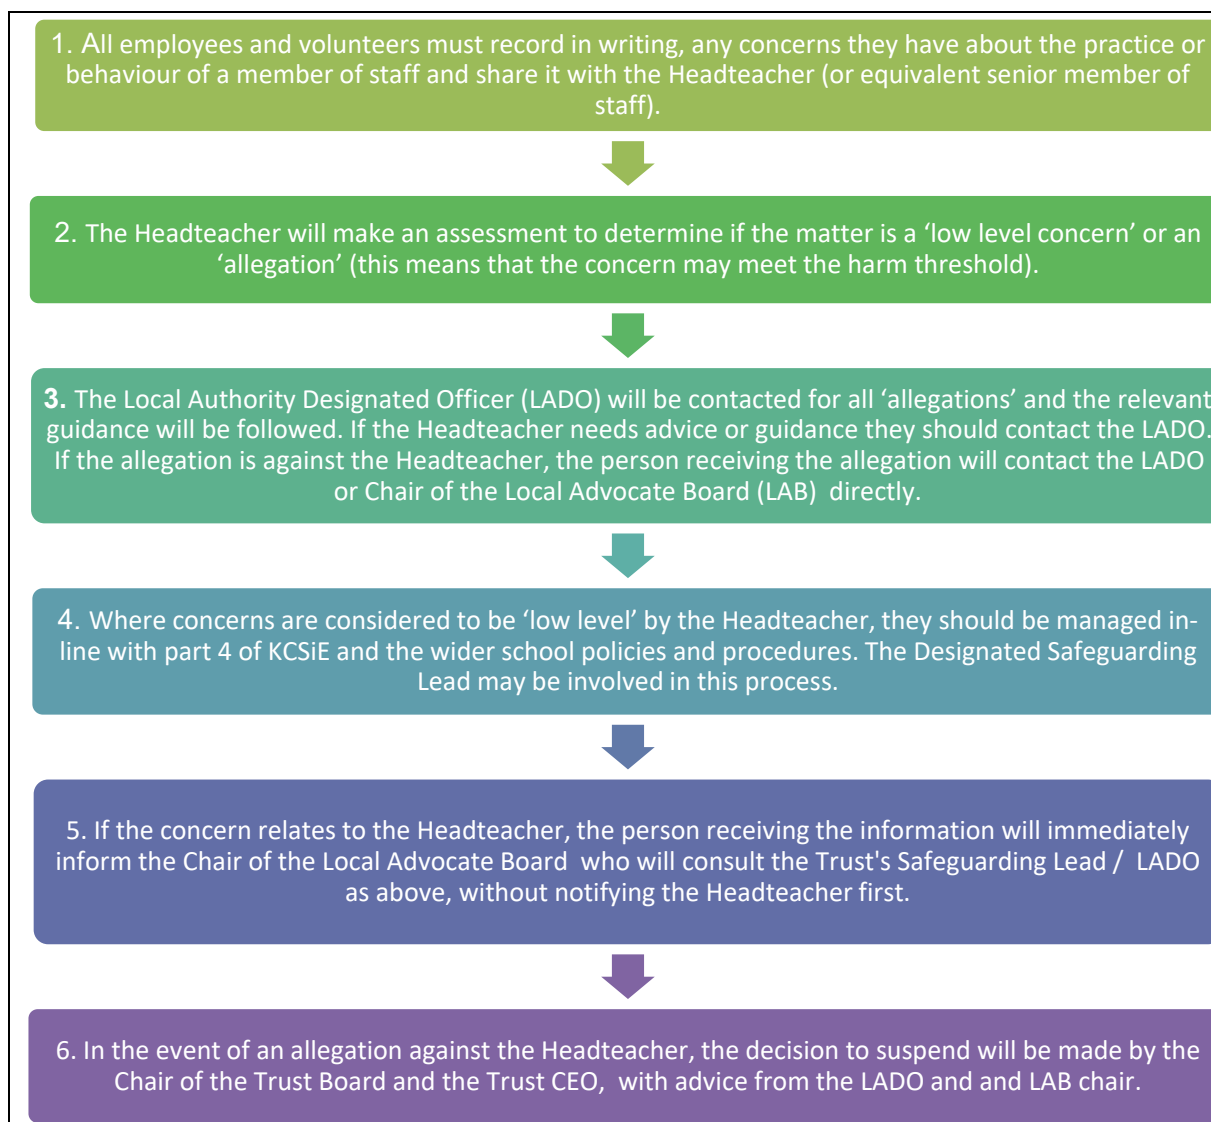 1. All employees and volunteers must record in writing, any concerns they have about the practice or
behaviour of a member of staff and share it with the Headteacher (or equivalent senior member of
staff).
2. The Headteacher will make an assessment to determine if the matter is a ‘low level concern’ or an
‘allegation’ (this means that the concern may meet the harm threshold).
3. The Local Authority Designated Officer (LADO) will be contacted for all ‘allegations’ and the relevant
guidance will be followed. If the Headteacher needs advice or guidance they should contact the LADO.
If the allegation is against the Headteacher, the person receiving the allegation will contact the LADO
or Chair of the Local Advocate Board (LAB)  directly.
4. Where concerns are considered to be ‘low level’ by the Headteacher, they should be managed in-
line with part 4 of KCSiE and the wider school policies and procedures. The Designated Safeguarding
Lead may be involved in this process.
5. If the concern relates to the Headteacher, the person receiving the information will immediately
inform the Chair of the Local Advocate Board  who will consult the Trust's Safeguarding Lead /  LADO
as above, without notifying the Headteacher first.
6. In the event of an allegation against the Headteacher, the decision to suspend will be made by the
Chair of the Trust Board and the Trust CEO,  with advice from the LADO and and LAB chair.